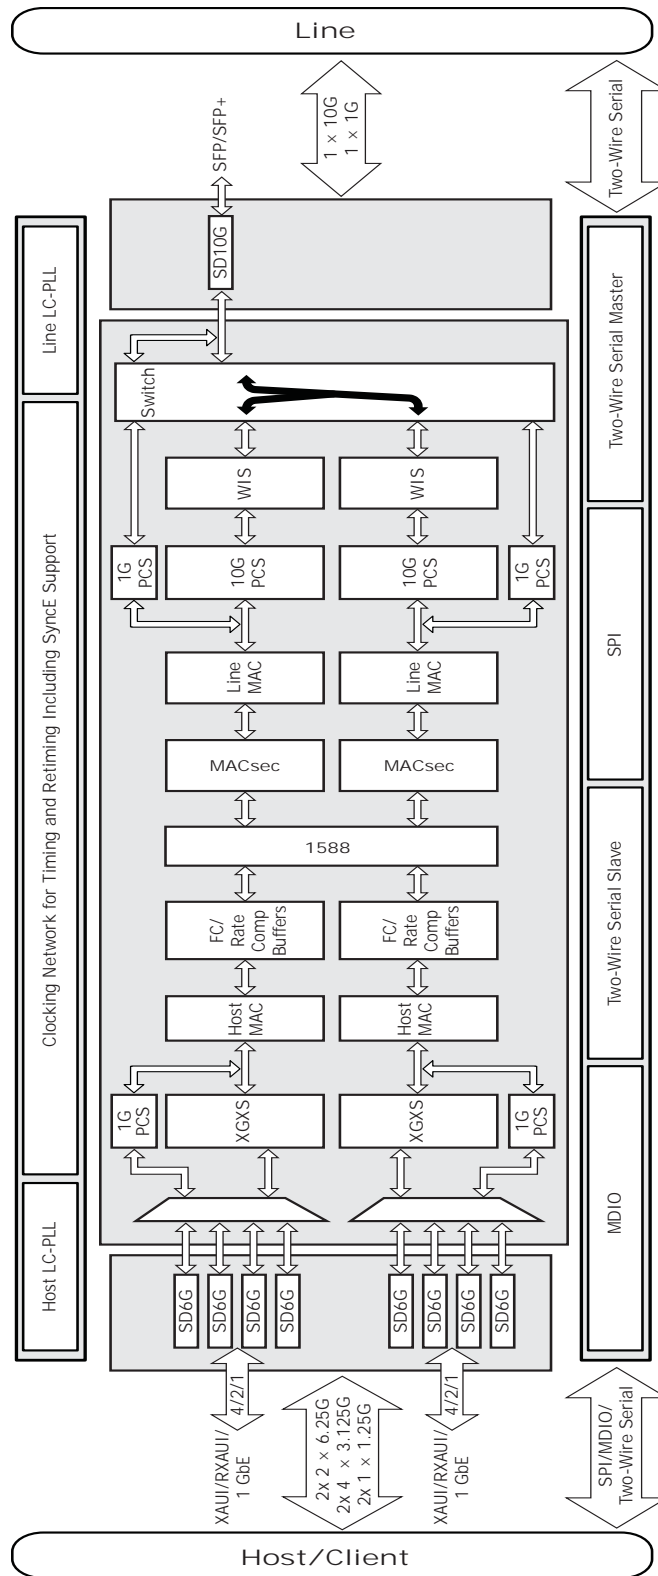 Line
1 × 10G
1 × 1G
Two-Wire Serial
SFP/SFP+
SD10G
Line LC-PLL
Clocking Network for Timing and Retiming Including SyncE Support
Host LC-PLL
Switch
WIS
WIS
1G
PCS
10G
PCS
10G
PCS
1G
PCS
Line
MAC
Line
MAC
MACsec
MACsec
1588
FC/
Rate
Comp
Buffers
FC/
Rate
Comp
Buffers
Host
MAC
Host
MAC
1G
PCS
XGXS
XGXS
1G
PCS
SD6G
SD6G
SD6G
SD6G
SD6G
SD6G
SD6G
SD6G
4/2/1
4/2/1
XAUI/RXAUI/
1 GbE
2x 2 × 6.25G
2x 4 × 3.125G
2x 1 × 1.25G
XAUI/RXAUI/
1 GbE
Two-Wire Serial Master
SPI
Two-Wire Serial Slave
MDIO
SPI/MDIO/
Two-Wire Serial
Host/Client